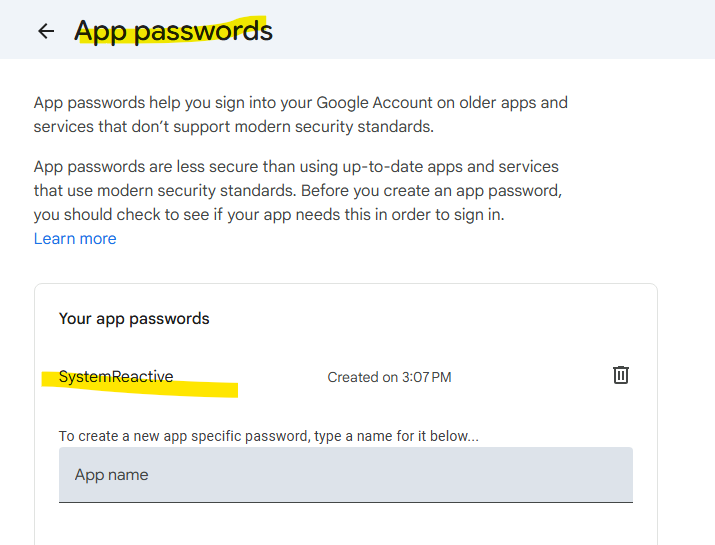 App passwords
App passwords help you sign into your Google Account on older apps and
services that don’t support modern security standards.
App passwords are less secure than using up-to-date apps and services
that use modern security standards. Before you create an app password,
you should check to see if your app needs this in order to sign in.
Learn more
Your app passwords
SystemReactive Created on 3:07 PM
To create a new app specific password, type a name for it below...
App name